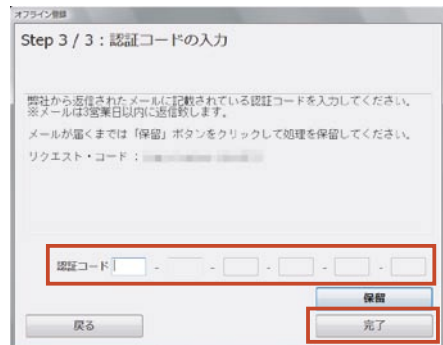 オフライン登録
Step 3 / 3：認証コードの入力
弊社から返信されたメールに記載されている認証コードを入力してください。
※メールは3営業日以内に返信致します。
メールが届くまでは「保留」ボタンをクリックして処理を保留してください。
リクエスト・コード：
認証コード - - - - -
保留
戻る 完了